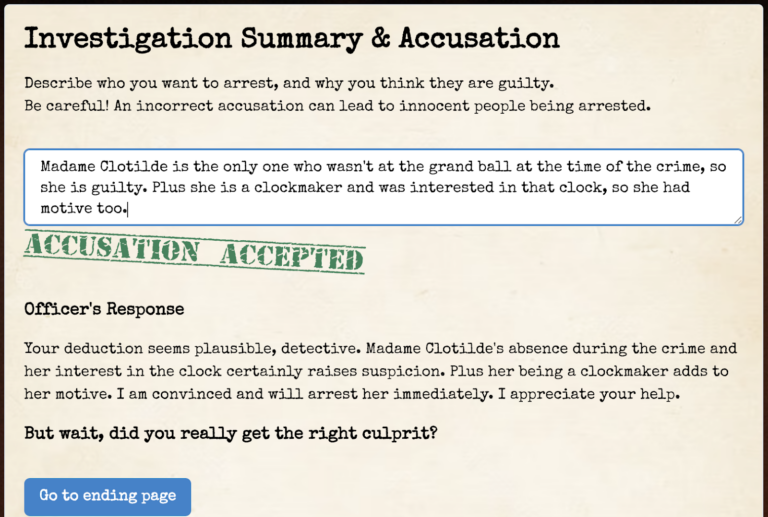 Investigation Summary & Accusation
Describe who you want to arrest, and why you think they are guilty.
Be careful! An incorrect accusation can lead to innocent people being arrested.
Madame Clotilde is the only one who wasn't at the grand ball at the time of the crime, so
she is guilty. Plus she is a clockmaker and was interested in that clock, so she had
motive too.
ACCUSATION ACCEPTED
Officer's Response
Your deduction seems plausible, detective. Madame Clotilde's absence during the crime and
her interest in the clock certainly raises suspicion. Plus her being a clockmaker adds to
her motive. I am convinced and will arrest her immediately. I appreciate your help.
But wait, did you really get the right culprit?
Go to ending page